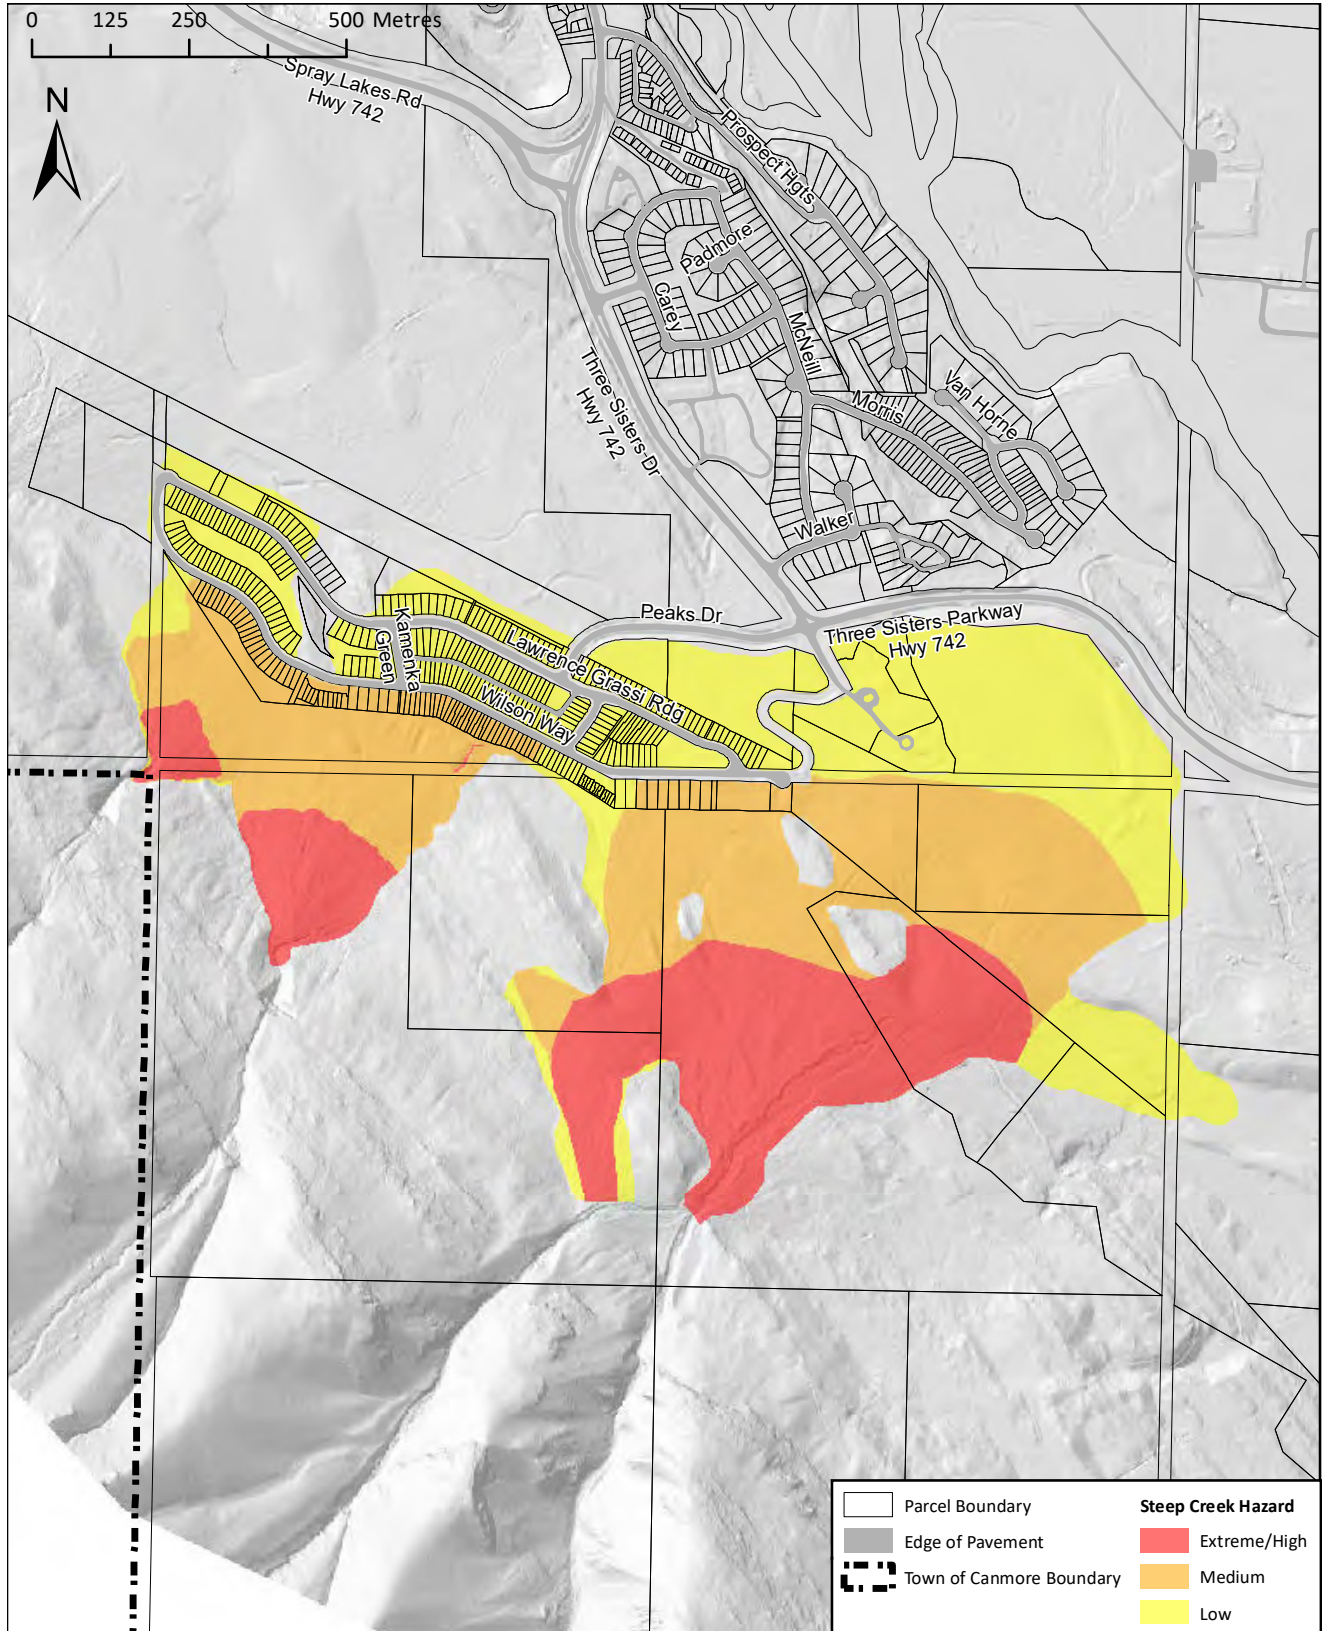 0 125 250 500 Metres
Spray Lakes Rd
Hwy 742
N
Prospect Hgts
Padmore
Carey
McNeill
Three Sisters Dr
Hwy 742
Van Horne
Morris
Walker
Peaks Dr
Three Sisters Parkway
Hwy 742
Kamenka
Green
Lawrence Grassi Rdg
Wilson Way
Parcel Boundary
Edge of Pavement
Town of Canmore Boundary
Steep Creek Hazard
Extreme/High
Medium
Low